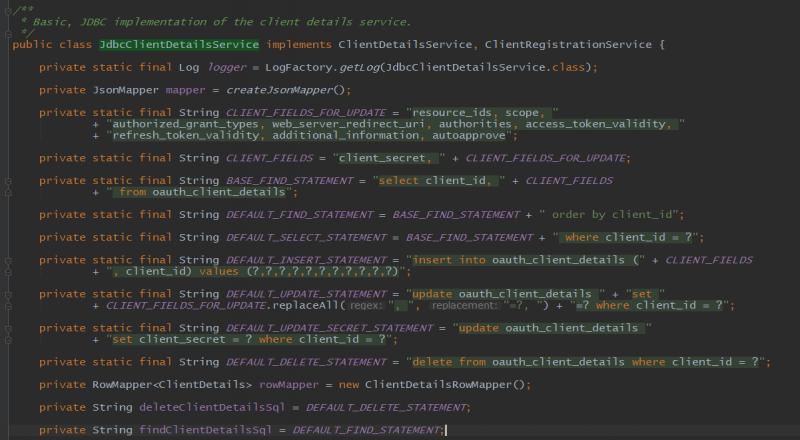 /**
 * Basic, JDBC implementation of the client details service.
 */
public class JdbcClientDetailsService implements ClientDetailsService, ClientRegistrationService {
private static final Log logger = LogFactory.getLog(JdbcClientDetailsService.class);
private JsonMapper mapper = createJsonMapper();
private static final String CLIENT_FIELDS_FOR_UPDATE = "resource_ids, scope, "
+ "authorized_grant_types, web_server_redirect_uri, authorities, access_token_validity, "
+ "refresh_token_validity, additional_information, autoapprove";
private static final String CLIENT_FIELDS = "client_secret, " + CLIENT_FIELDS_FOR_UPDATE;
private static final String BASE_FIND_STATEMENT = "select client_id, " + CLIENT_FIELDS
+ " from oauth_client_details";
private static final String DEFAULT_FIND_STATEMENT = BASE_FIND_STATEMENT + " order by client_id";
private static final String DEFAULT_SELECT_STATEMENT = BASE_FIND_STATEMENT + " where client_id = ?";
private static final String DEFAULT_INSERT_STATEMENT = "insert into oauth_client_details (" + CLIENT_FIELDS
+ ", client_id) values (?,?,?,?,?,?,?,?,?,?,?)";
private static final String DEFAULT_UPDATE_STATEMENT = "update oauth_client_details " + "set "
+ CLIENT_FIELDS_FOR_UPDATE.replaceAll( regex: ", ", replacement: "=?, ") + "=? where client_id = ?";
private static final String DEFAULT_UPDATE_SECRET_STATEMENT = "update oauth_client_details "
+ "set client_secret = ? where client_id = ?";
private static final String DEFAULT_DELETE_STATEMENT = "delete from oauth_client_details where client_id = ?";
private RowMapper<ClientDetails> rowMapper = new ClientDetailsRowMapper();
private String deleteClientDetailsSql = DEFAULT_DELETE_STATEMENT;
private String findClientDetailsSql = DEFAULT_FIND_STATEMENT;